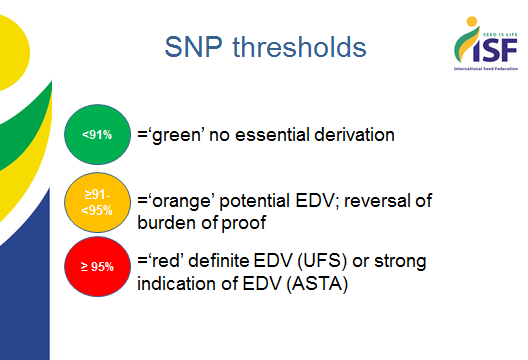 SNP thresholds
SEED IS LIFE
ISF
International Seed Federation
<91%
=‘green’ no essential derivation
≥91-
<95%
=‘orange’ potential EDV; reversal of
burden of proof
≥ 95%
=‘red’ definite EDV (UFS) or strong
indication of EDV (ASTA)